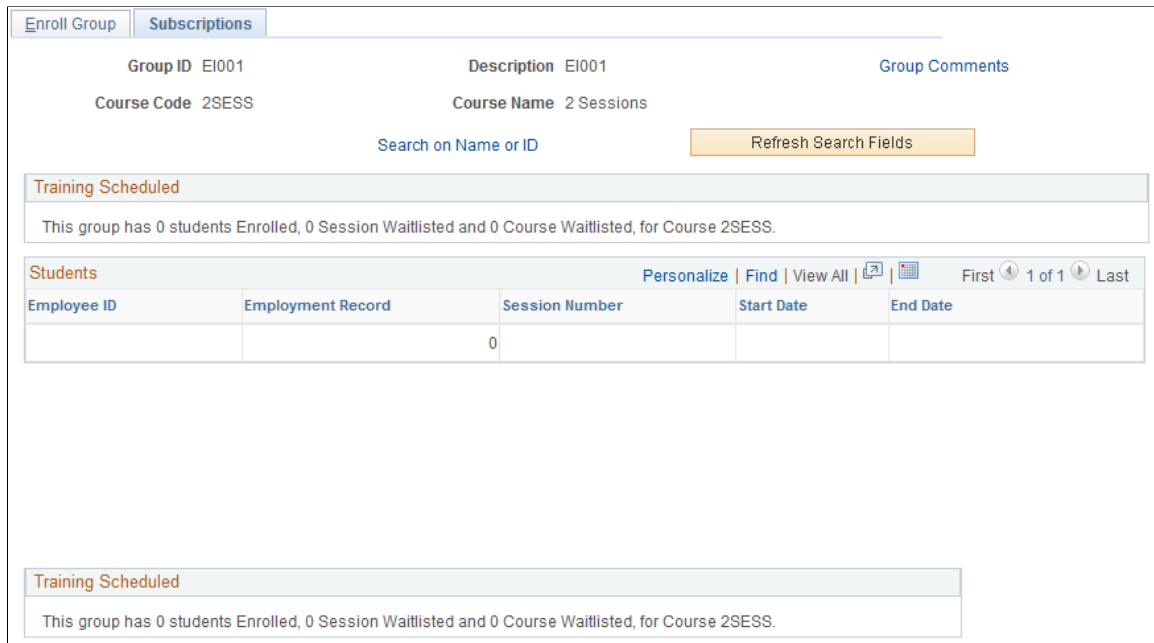 Enroll Group Subscriptions
Group ID EI001 Description EI001 Group Comments
Course Code 2SESS Course Name 2 Sessions
Search on Name or ID Refresh Search Fields
Training Scheduled
This group has 0 students Enrolled, 0 Session Waitlisted and 0 Course Waitlisted, for Course 2SESS.
Students Personalize | Find | View All | | First 1 of 1 Last
Employee ID Employment Record Session Number Start Date End Date
0
Training Scheduled
This group has 0 students Enrolled, 0 Session Waitlisted and 0 Course Waitlisted, for Course 2SESS.